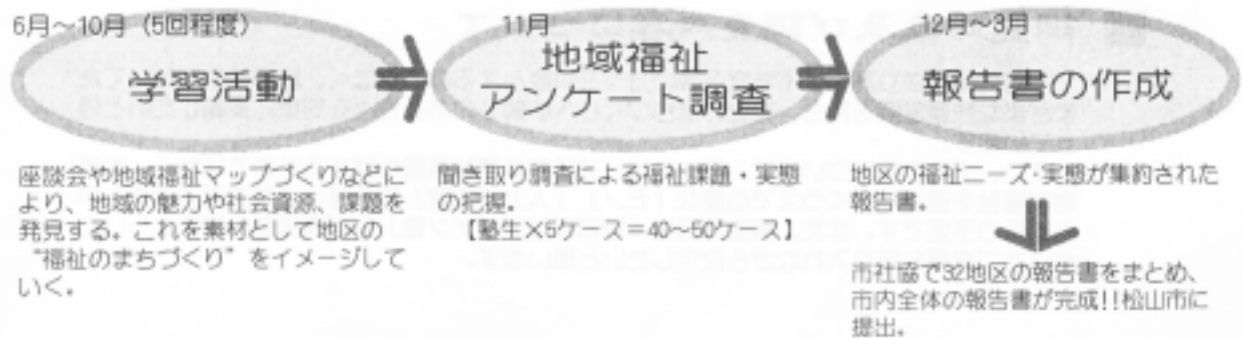 6月～10月（5回程度）
学習活動
11月
地域福祉
アンケート調査
12月～3月
報告書の作成
座談会や地域福祉マップづくりなどに
より、地域の魅力や社会資源、課題を
発見する。これを素材として地区の
“福祉のまちづくり”をイメージして
いく。
聞き取り調査による福祉課題・実態
の把握。
【塾生×5ケース＝40～50ケース】
地区の福祉ニーズ・実態が集約された
報告書。
市社協で32地区の報告書をまとめ、
市内全体の報告書が完成!!松山市に
提出。